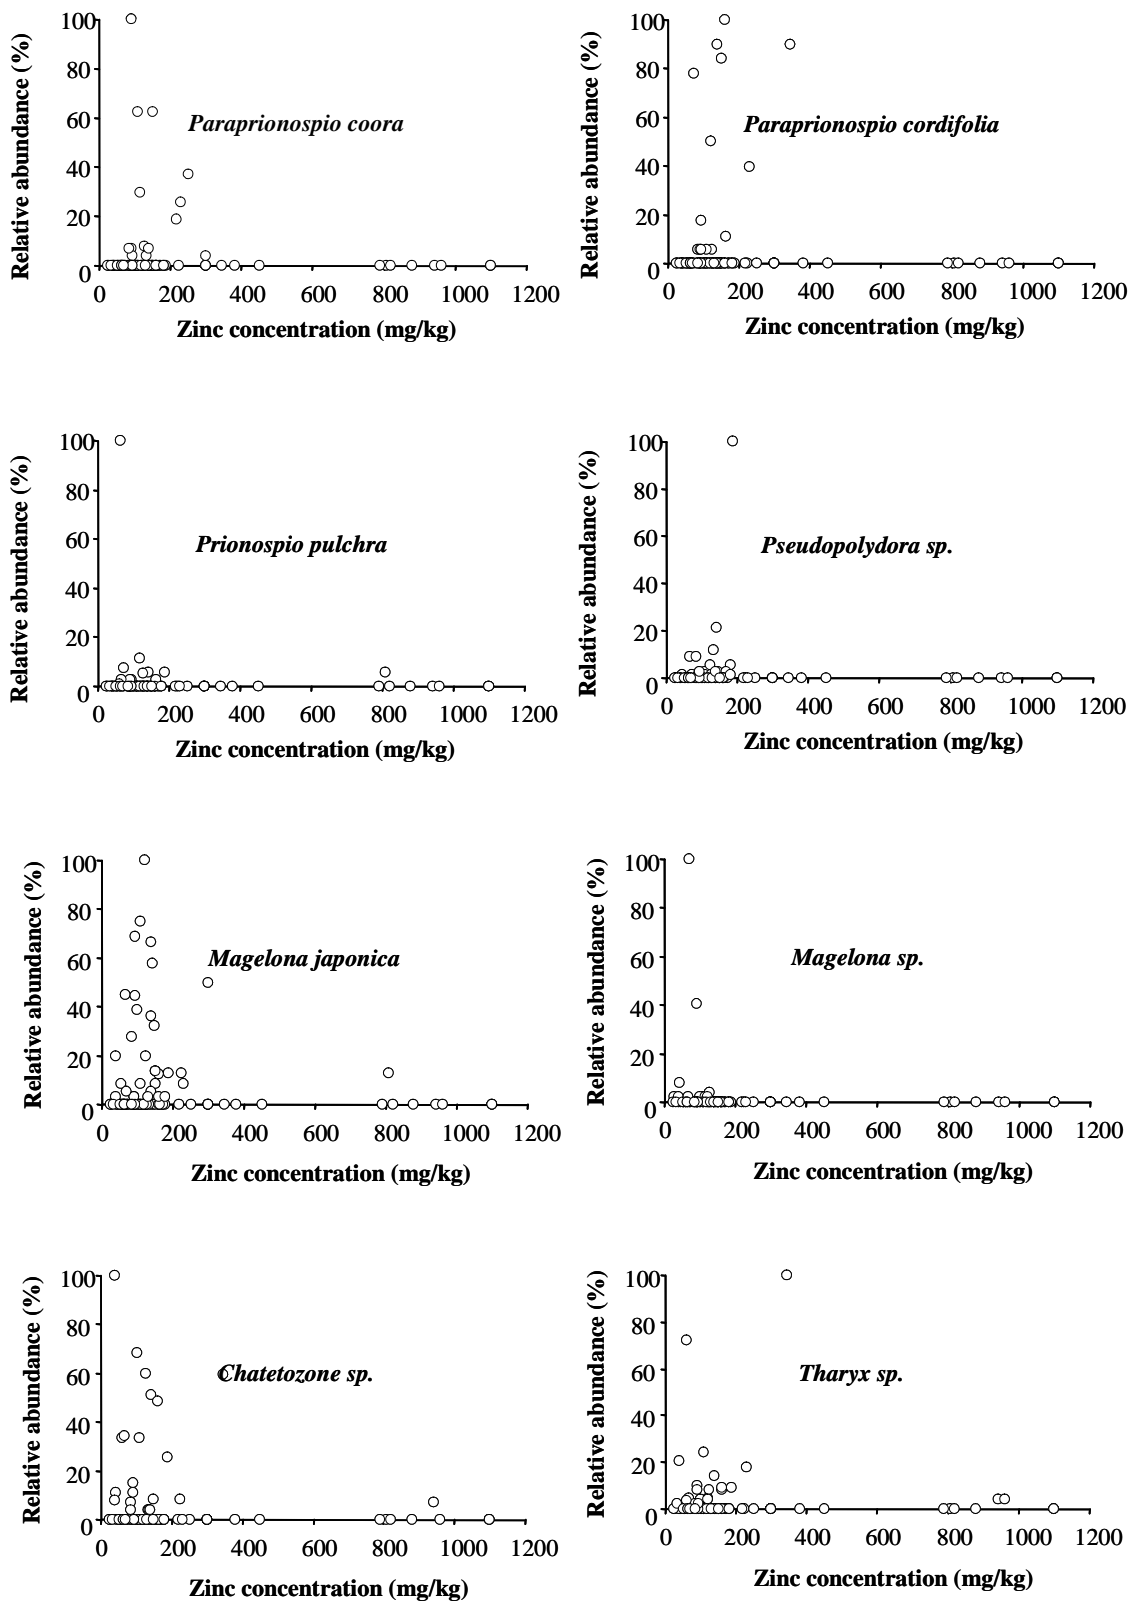 Relative abundance (%)
100
80
60
40
20
0
Paraprionospio coora
0 200 400 600 800 1000 1200
Zinc concentration (mg/kg)
Relative abundance (%)
100
80
60
40
20
0
Paraprionospio cordifolia
0 200 400 600 800 1000 1200
Zinc concentration (mg/kg)
Relative abundance (%)
100
80
60
40
20
0
Prionospio pulchra
0 200 400 600 800 1000 1200
Zinc concentration (mg/kg)
Relative abundance (%)
100
80
60
40
20
0
Pseudopolydora sp.
0 200 400 600 800 1000 1200
Zinc concentration (mg/kg)
Relative abundance (%)
100
80
60
40
20
0
Magelona japonica
0 200 400 600 800 1000 1200
Zinc concentration (mg/kg)
Relative abundance (%)
100
80
60
40
20
0
Magelona sp.
0 200 400 600 800 1000 1200
Zinc concentration (mg/kg)
Relative abundance (%)
100
80
60
40
20
0
Chatetozone sp.
0 200 400 600 800 1000 1200
Zinc concentration (mg/kg)
Relative abundance (%)
100
80
60
40
20
0
Tharyx sp.
0 200 400 600 800 1000 1200
Zinc concentration (mg/kg)